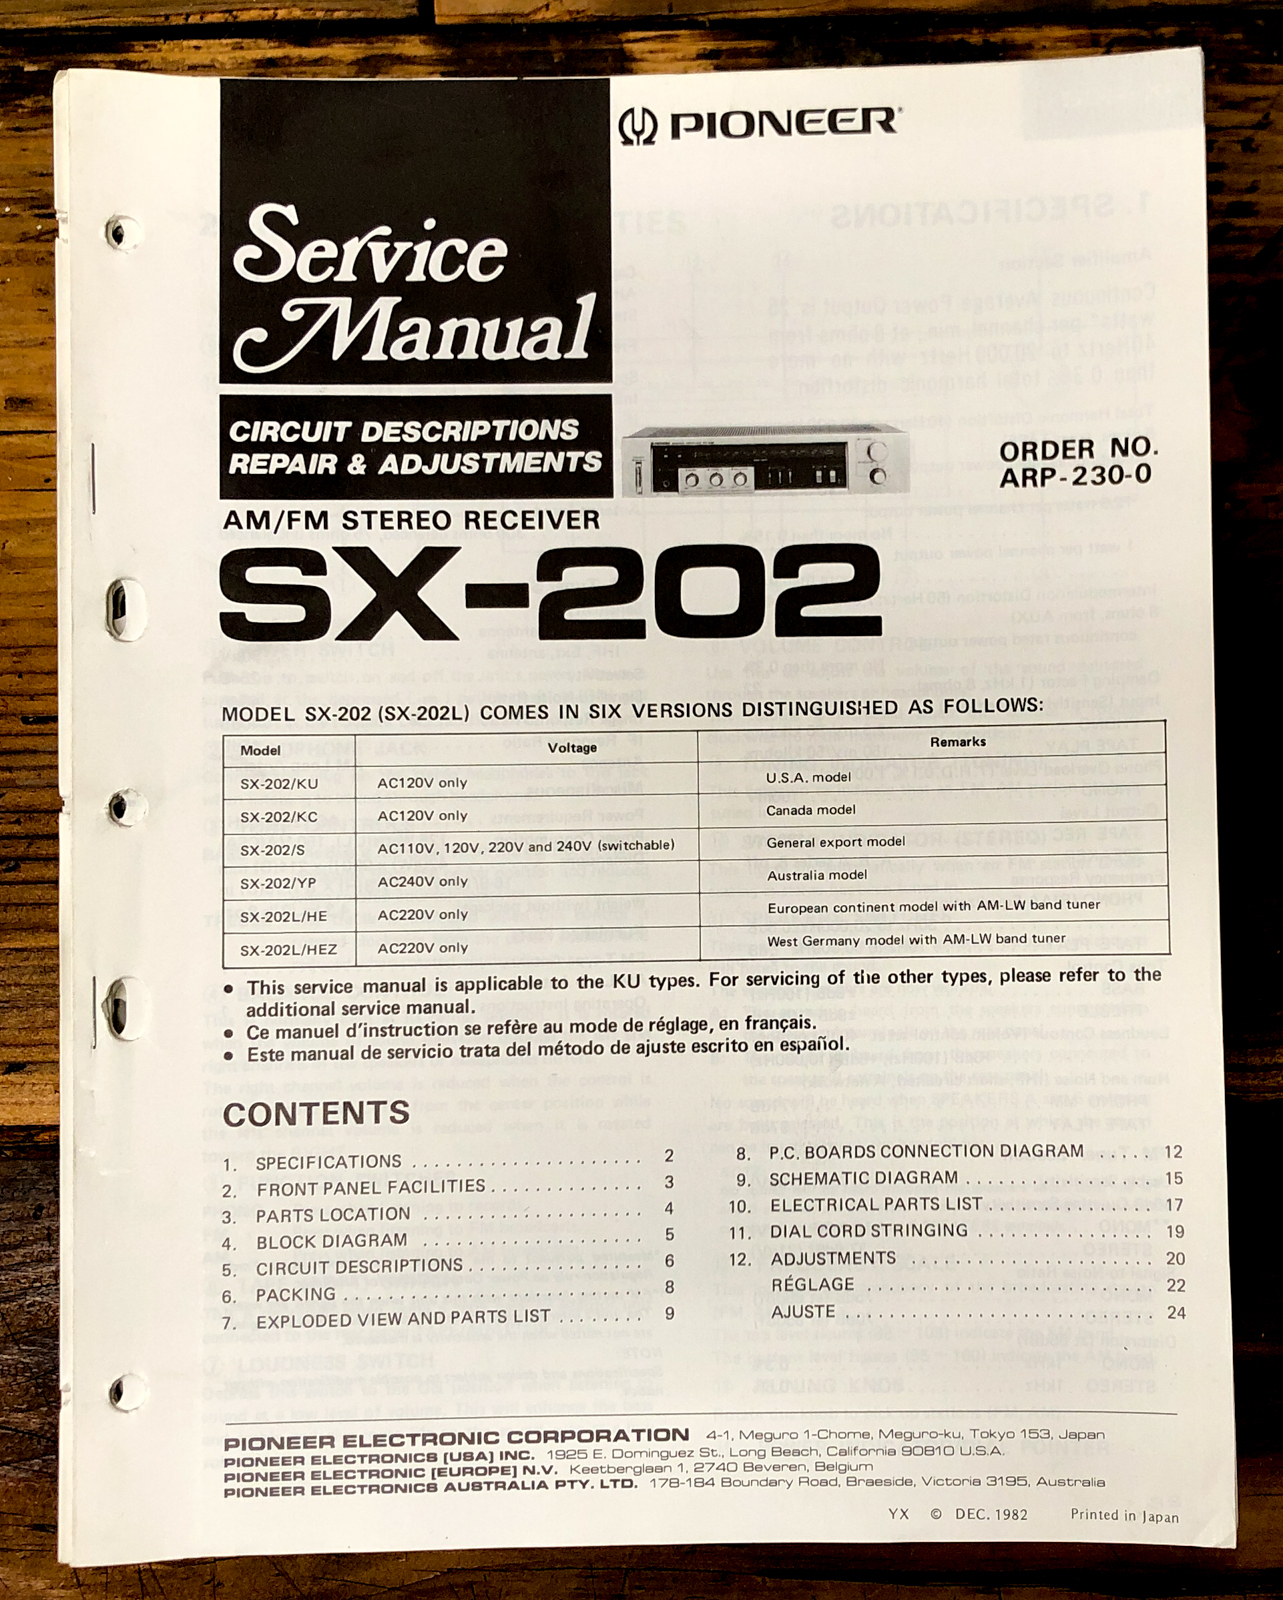 PIONEER
Service
Manual
CIRCUIT DESCRIPTIONS
REPAIR & ADJUSTMENTS
ORDER NO.
ARP-230-0
AM/FM STEREO RECEIVER
SX-202
MODEL SX-202 (SX-202L) COMES IN SIX VERSIONS DISTINGUISHED AS FOLLOWS:
Model Voltage Remarks
SX-202/KU AC120V only U.S.A. model
SX-202/KC AC120V only Canada model
SX-202/S AC110V, 120V, 220V and 240V (switchable) General export model
SX-202/YP AC240V only Australia model
SX-202L/HE AC220V only European continent model with AM-LW band tuner
SX-202L/HEZ AC220V only West Germany model with AM-LW band tuner
● This service manual is applicable to the KU types. For servicing of the other types, please refer to the
additional service manual.
● Ce manuel d'instruction se refère au mode de réglage, en français.
● Este manual de servicio trata del método de ajuste escrito en español.
CONTENTS
1. SPECIFICATIONS ...................... 2
2. FRONT PANEL FACILITIES ............... 3
3. PARTS LOCATION ..................... 4
4. BLOCK DIAGRAM ..................... 5
5. CIRCUIT DESCRIPTIONS ................ 6
6. PACKING ........................... 8
7. EXPLODED VIEW AND PARTS LIST ........ 9
8. P.C. BOARDS CONNECTION DIAGRAM ...... 12
9. SCHEMATIC DIAGRAM ................. 15
10. ELECTRICAL PARTS LIST ............... 17
11. DIAL CORD STRINGING ................ 19
12. ADJUSTMENTS ....................... 20
RÉGLAGE .......................... 22
AJUSTE ............................ 24
PIONEER ELECTRONIC CORPORATION 4-1, Meguro 1-Chome, Meguro-ku, Tokyo 153, Japan
PIONEER ELECTRONICS [USA] INC. 1925 E. Dominguez St., Long Beach, California 90810 U.S.A.
PIONEER ELECTRONIC [EUROPE] N.V. Keetberglaan 1, 2740 Beveren, Belgium
PIONEER ELECTRONICS AUSTRALIA PTY. LTD. 178-184 Boundary Road, Braeside, Victoria 3195, Australia
YX © DEC. 1982 Printed in Japan